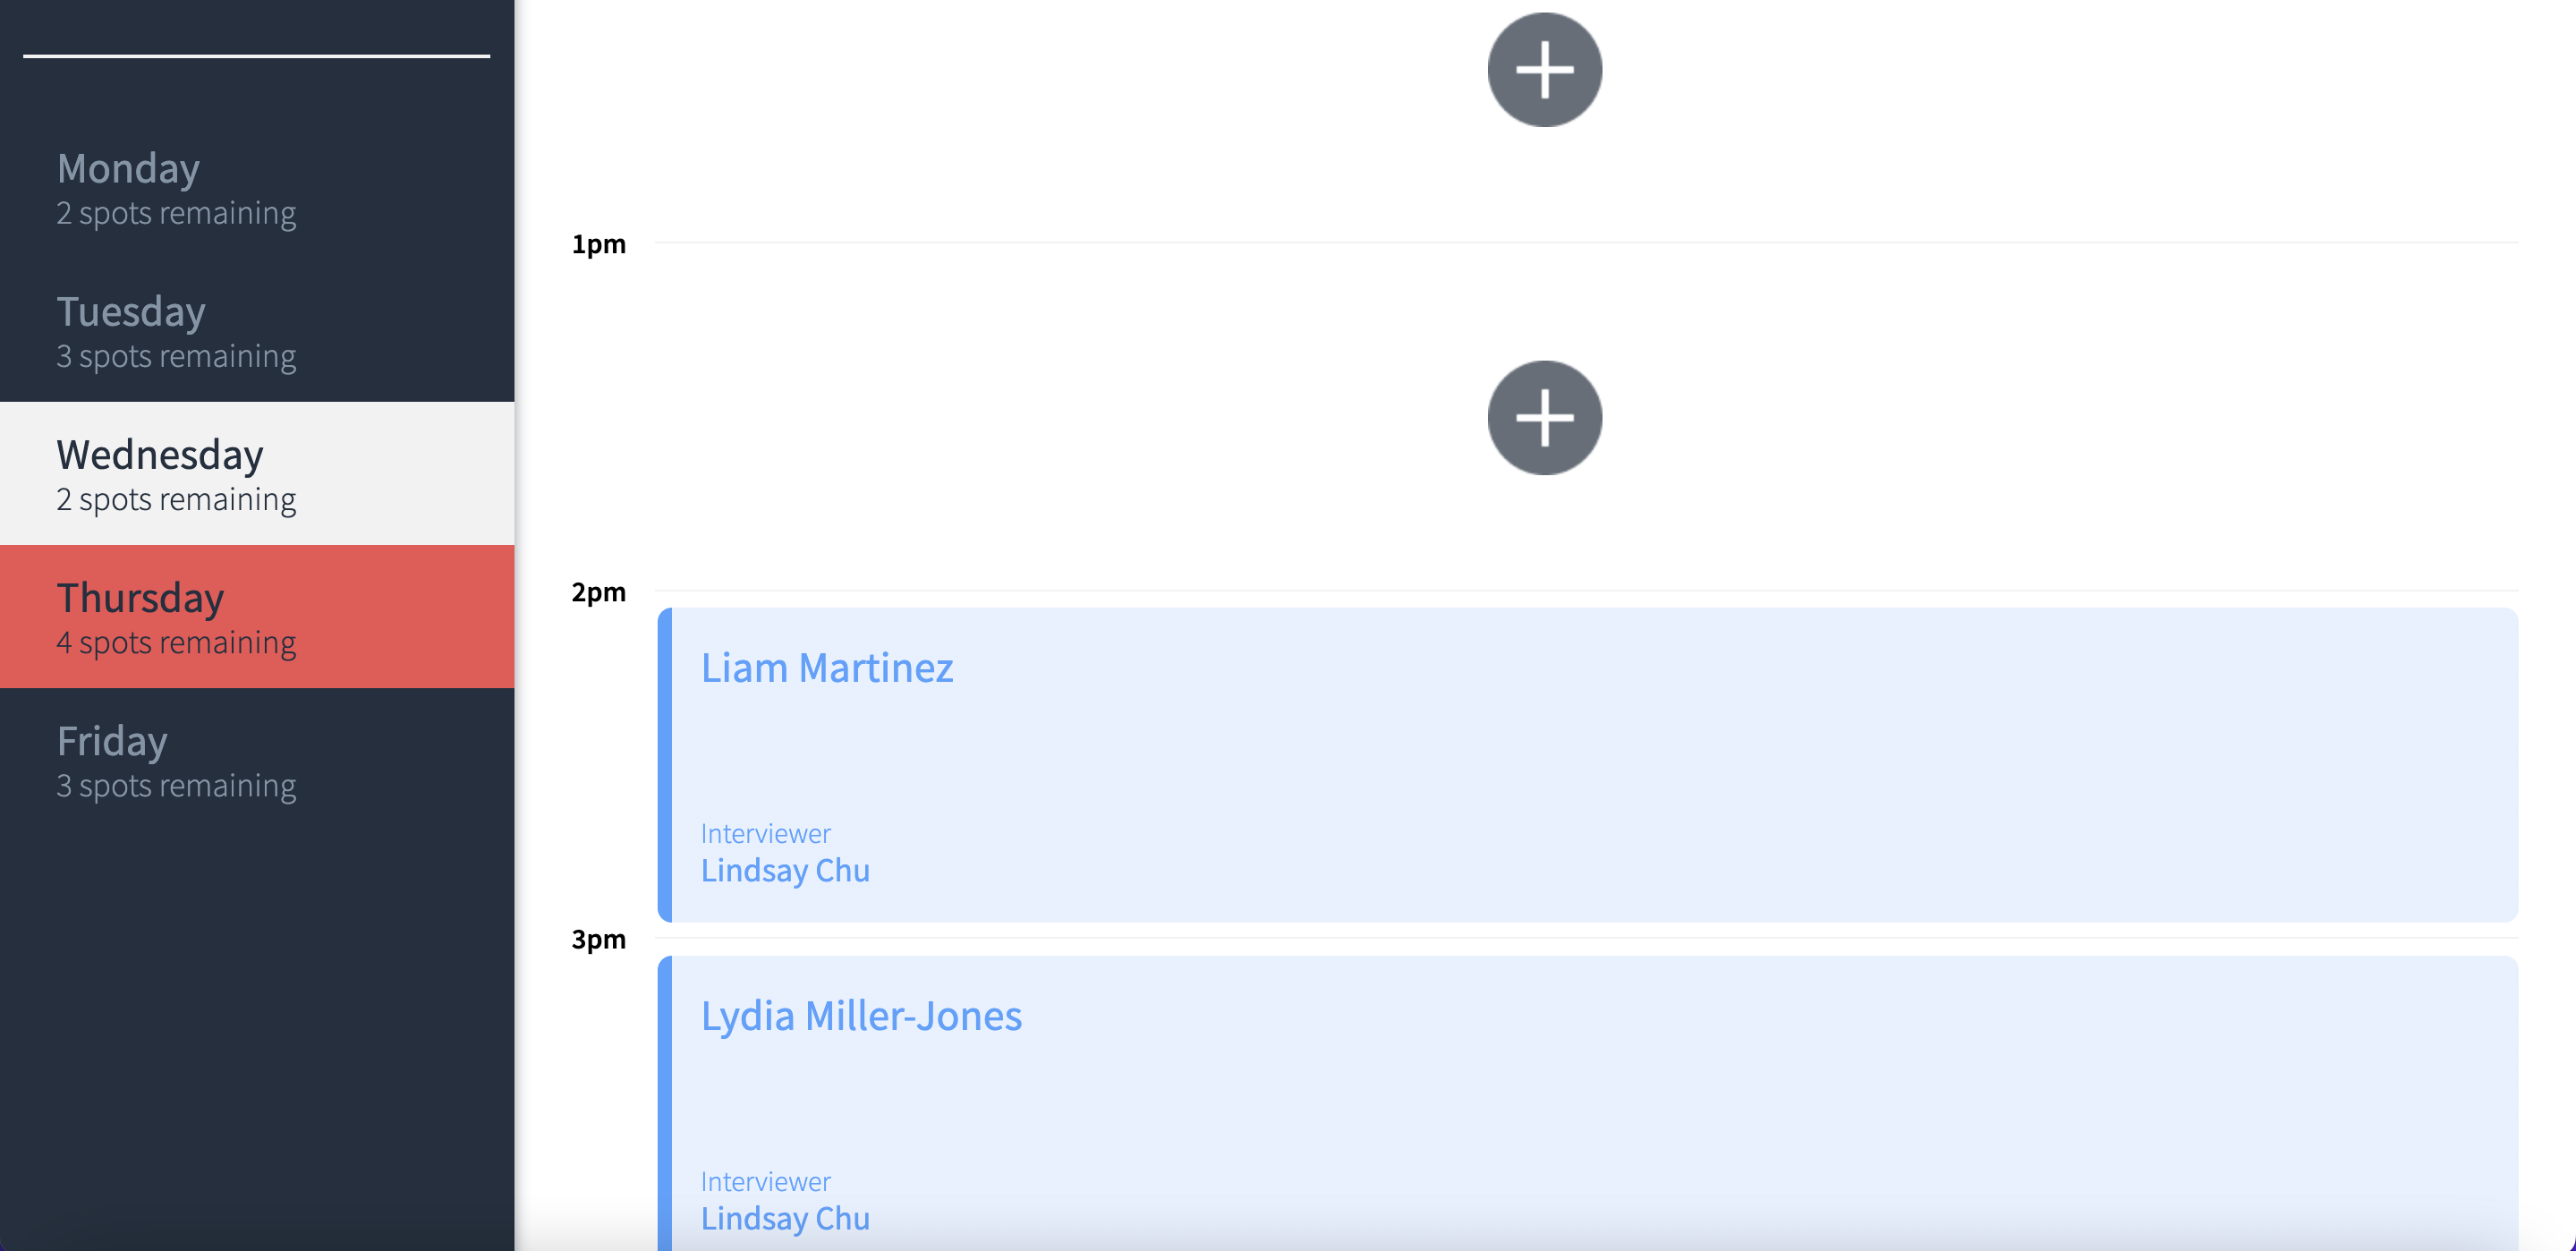 Monday
2 spots remaining
Tuesday
3 spots remaining
Wednesday
2 spots remaining
Thursday
4 spots remaining
Friday
3 spots remaining
1pm
2pm
Liam Martinez
Interviewer
Lindsay Chu
3pm
Lydia Miller-Jones
Interviewer
Lindsay Chu